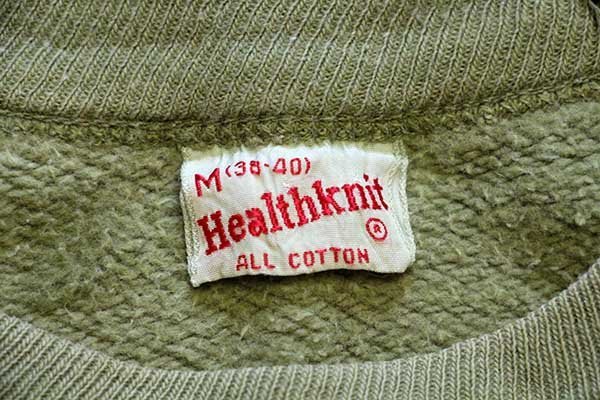 M (38-40)
Healthknit ®
ALL COTTON